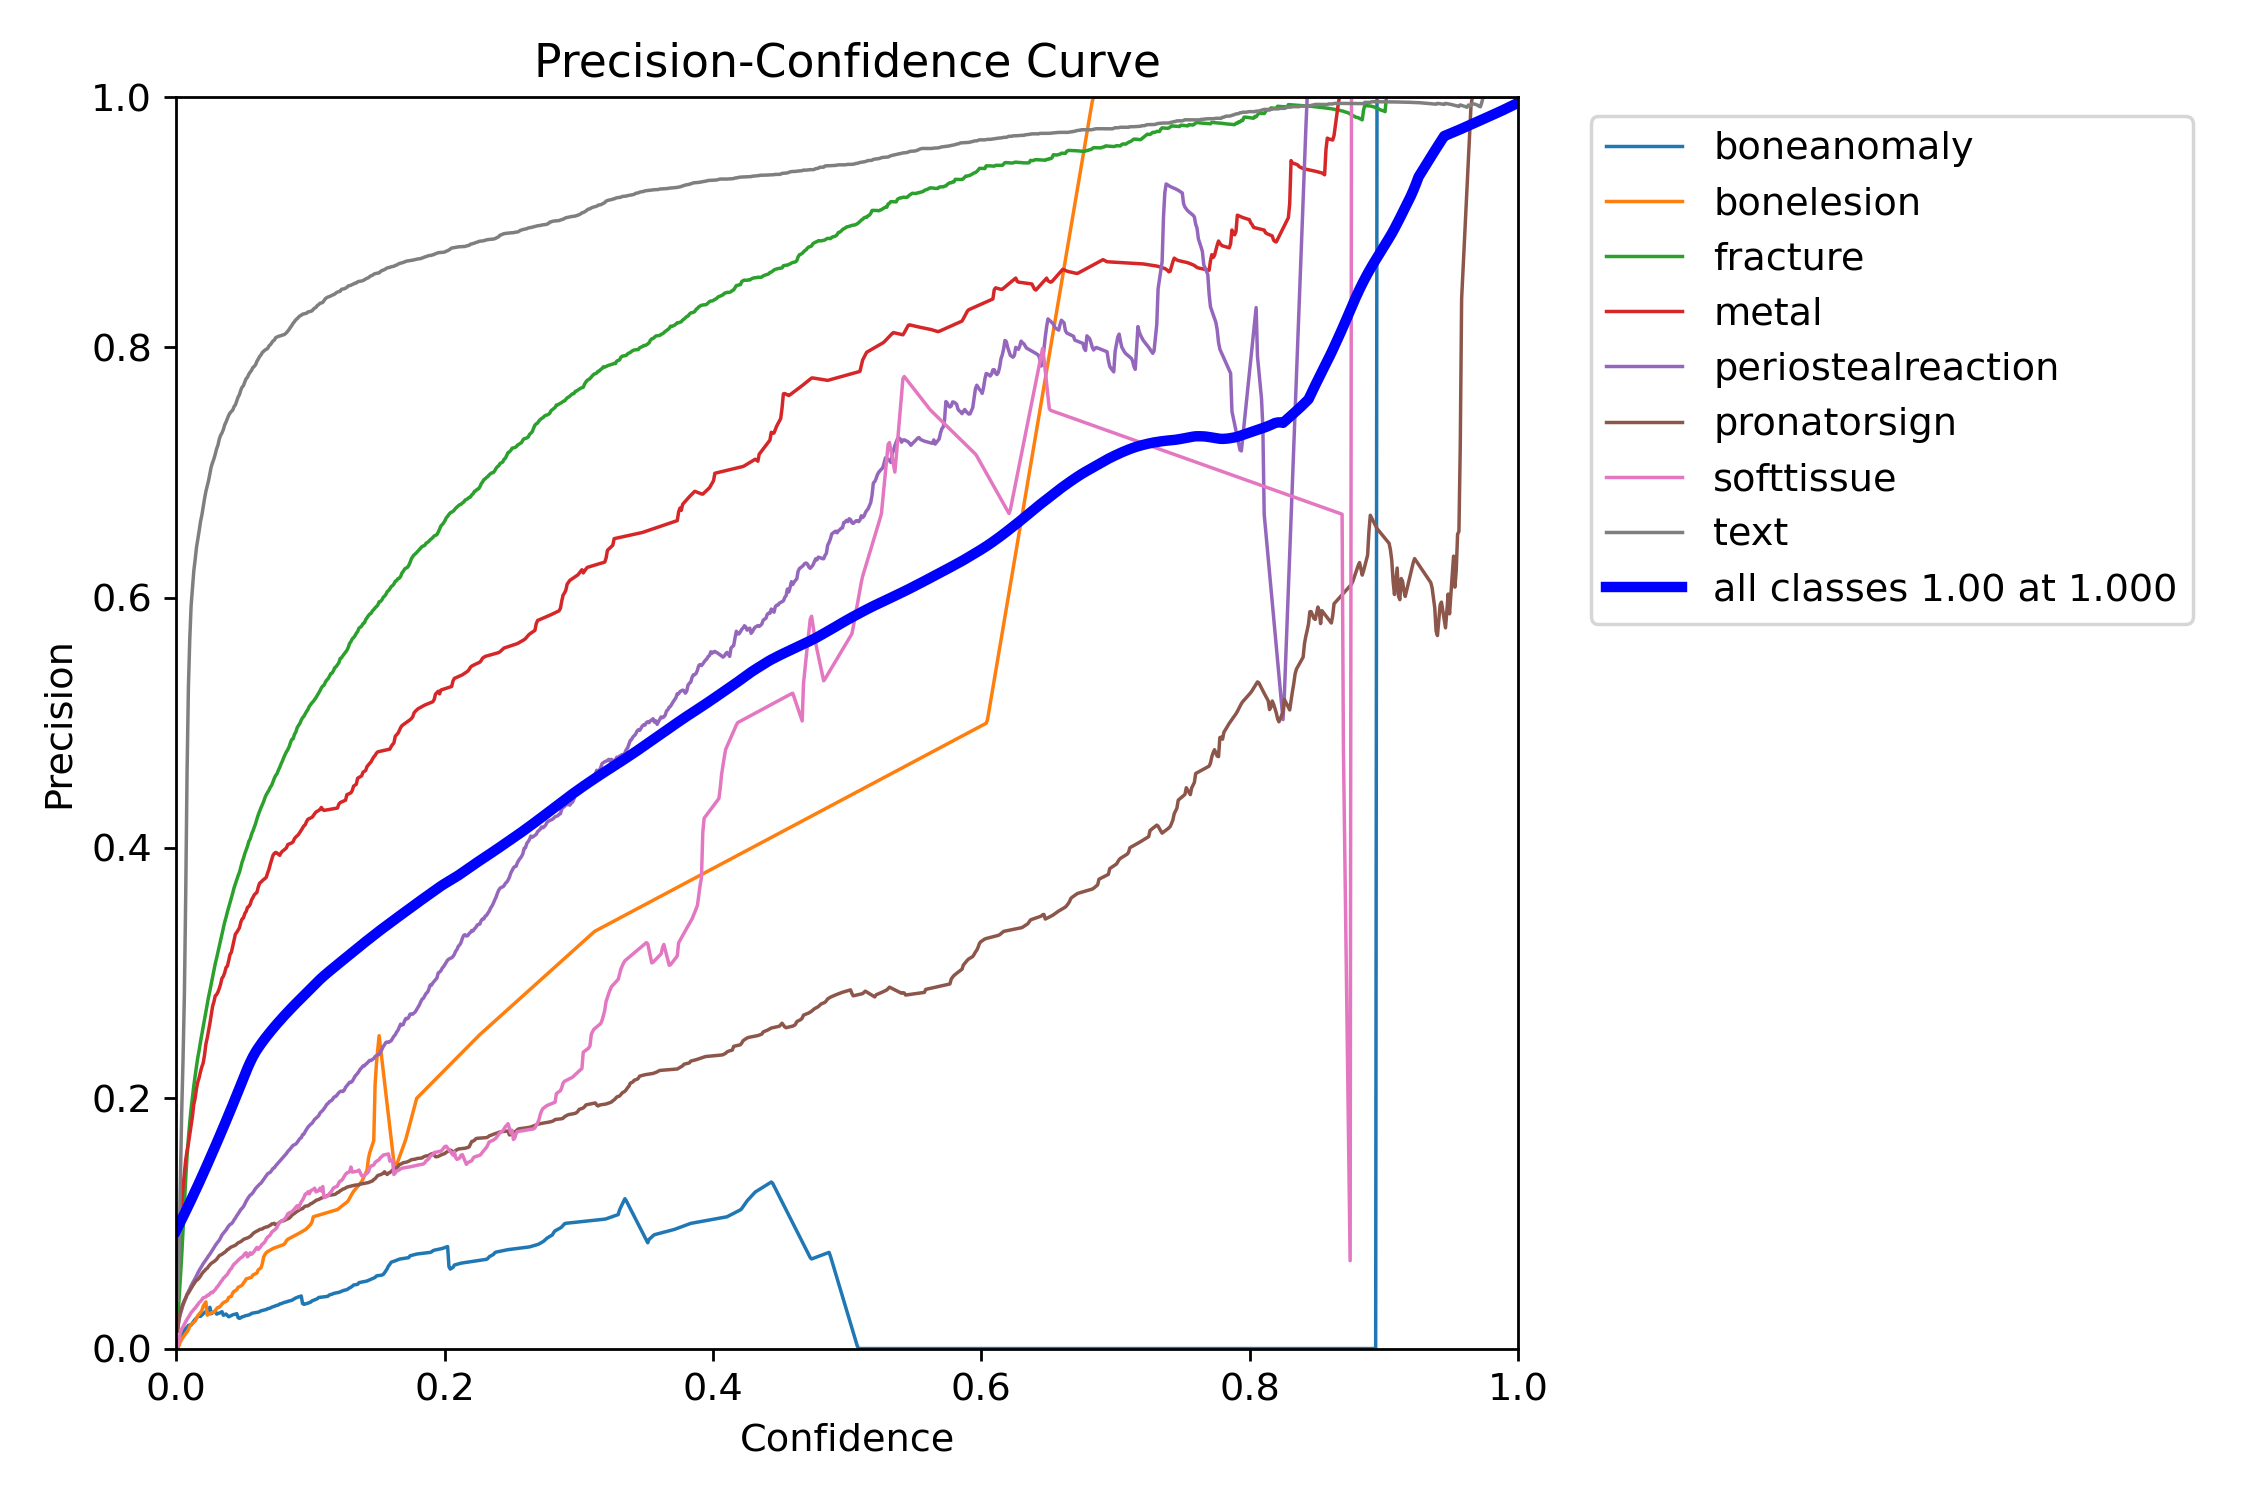 Precision-Confidence Curve
1.0
0.8
0.6
0.4
0.2
0.0
Precision
0.0 0.2 0.4 0.6 0.8 1.0
Confidence
boneanomaly
bonelesion
fracture
metal
periostealreaction
pronatorsign
softtissue
text
all classes 1.00 at 1.000